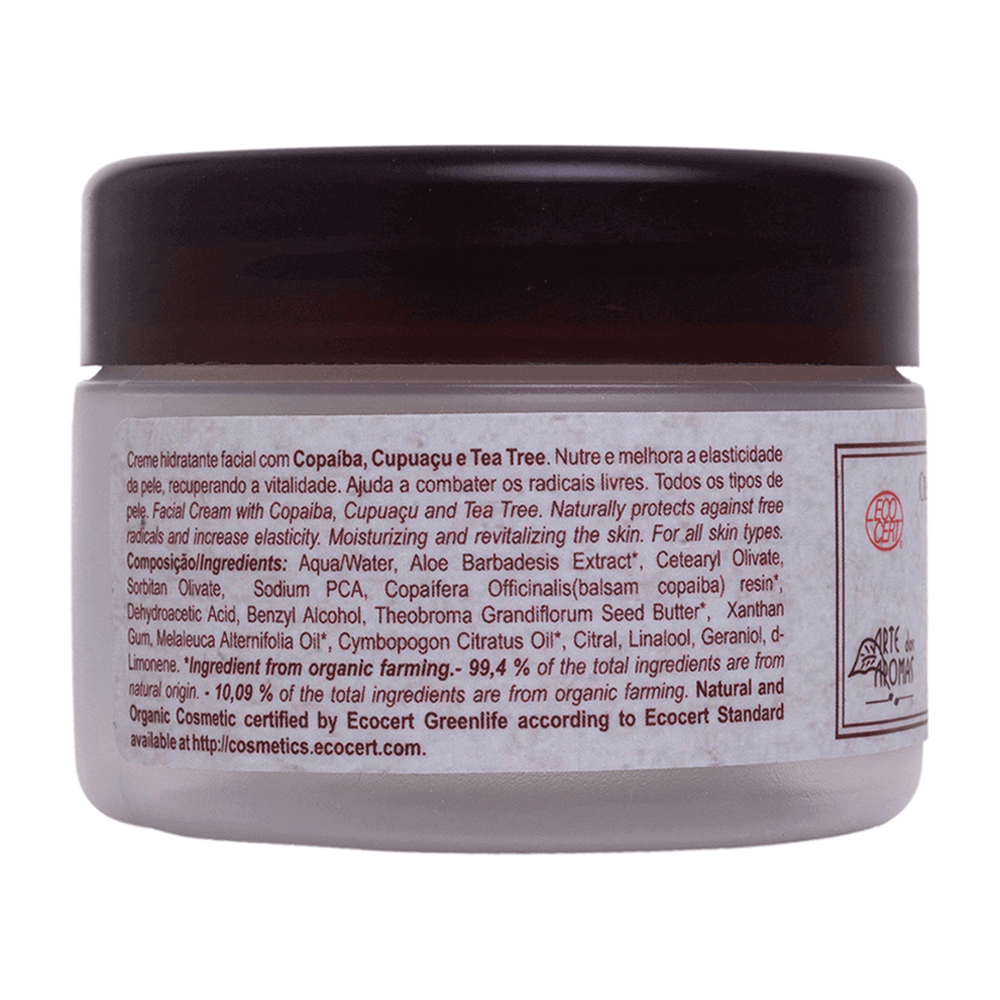 Creme hidratante facial com Copaíba, Cupuaçu e Tea Tree. Nutre e melhora a elasticidade
da pele, recuperando a vitalidade. Ajuda a combater os radicais livres. Todos os tipos de
pele. Facial Cream with Copaiba, Cupuaçu and Tea Tree. Naturally protects against free
radicals and increase elasticity. Moisturizing and revitalizing the skin. For all skin types.
Composição/Ingredients: Aqua/Water, Aloe Barbadesis Extract*, Cetearyl Olivate,
Sorbitan Olivate, Sodium PCA, Copaífera Officinalis(balsam copaiba) resin*,
Dehydroacetic Acid, Benzyl Alcohol, Theobroma Grandiflorum Seed Butter*, Xanthan
Gum, Melaleuca Alternifolia Oil*, Cymbopogon Citratus Oil*, Citral, Linalool, Geraniol, d-
Limonene. *Ingredient from organic farming.- 99,4 % of the total ingredients are from
natural origin. - 10,09 % of the total ingredients are from organic farming. Natural and
Organic Cosmetic certified by Ecocert Greenlife according to Ecocert Standard
available at http://cosmetics.ecocert.com.
ECO
CERT
ARTE dos
AROMAS